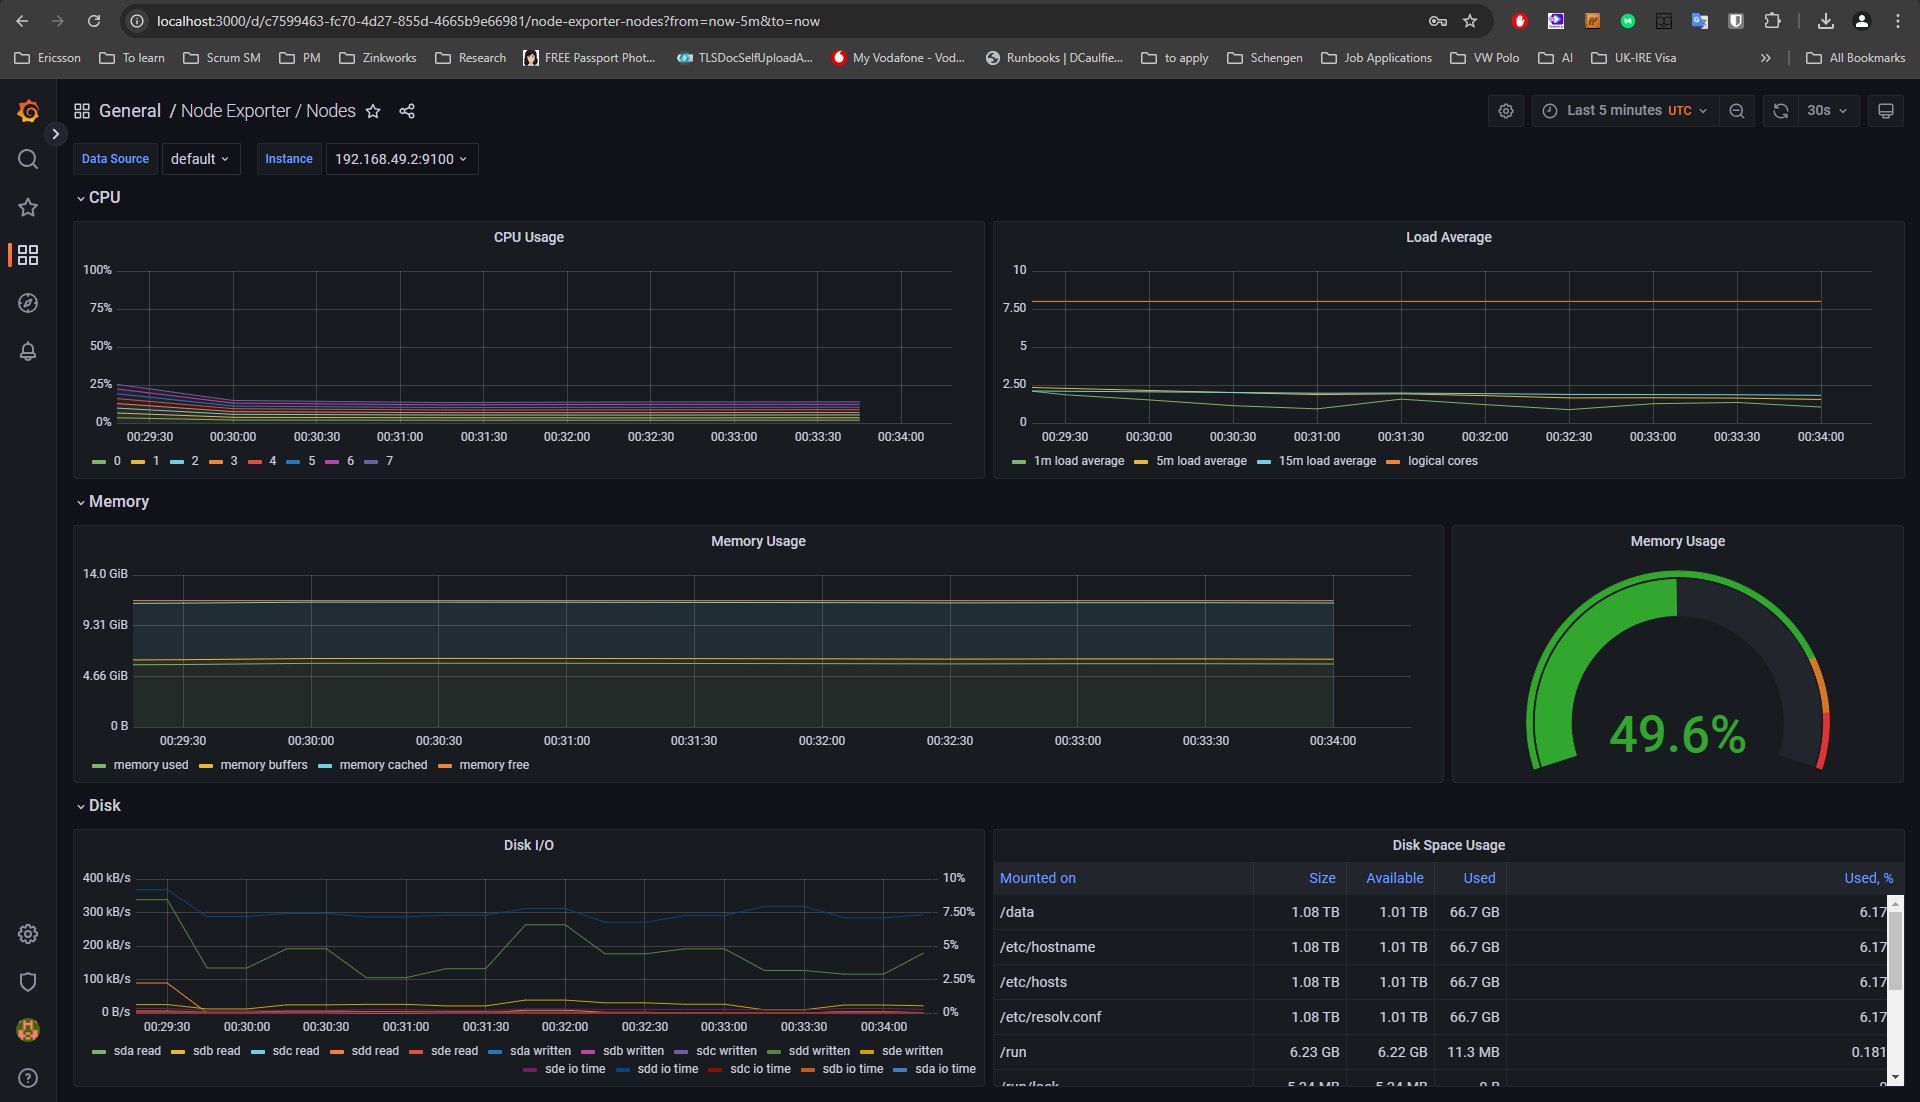 localhost:3000/d/c7599463-fc70-4d27-855d-4665b9e66981/node-exporter-nodes?from=now-5m&to=now
Ericsson To learn Scrum SM PM Zinkworks Research FREE Passport Phot... TLSDocSelfUploadA... My Vodafone - Vod... Runbooks | DCaulfie... to apply Schengen Job Applications VW Polo AI UK-IRE Visa » All Bookmarks
General / Node Exporter / Nodes
Last 5 minutes UTC 30s
Data Source default Instance 192.168.49.2:9100
CPU
CPU Usage
100%
75%
50%
25%
0%
00:29:30 00:30:00 00:30:30 00:31:00 00:31:30 00:32:00 00:32:30 00:33:00 00:33:30 00:34:00
0 1 2 3 4 5 6 7
Load Average
10
7.50
5
2.50
0
00:29:30 00:30:00 00:30:30 00:31:00 00:31:30 00:32:00 00:32:30 00:33:00 00:33:30 00:34:00
1m load average 5m load average 15m load average logical cores
Memory
Memory Usage
14.0 GiB
9.31 GiB
4.66 GiB
0 B
00:29:30 00:30:00 00:30:30 00:31:00 00:31:30 00:32:00 00:32:30 00:33:00 00:33:30 00:34:00
memory used memory buffers memory cached memory free
Memory Usage
49.6%
Disk
Disk I/O
400 kB/s 10%
300 kB/s 7.50%
200 kB/s 5%
100 kB/s 2.50%
0 B/s 0%
00:29:30 00:30:00 00:30:30 00:31:00 00:31:30 00:32:00 00:32:30 00:33:00 00:33:30 00:34:00
sda read sdb read sdc read sdd read sde read sda written sdb written sdc written sdd written sde written
sde io time sdd io time sdc io time sdb io time sda io time
Disk Space Usage
Mounted on Size Available Used Used, %
/data 1.08 TB 1.01 TB 66.7 GB 6.17
/etc/hostname 1.08 TB 1.01 TB 66.7 GB 6.17
/etc/hosts 1.08 TB 1.01 TB 66.7 GB 6.17
/etc/resolv.conf 1.08 TB 1.01 TB 66.7 GB 6.17
/run 6.23 GB 6.22 GB 11.3 MB 0.181
/run/lock 5.24 MB 5.24 MB 0 B